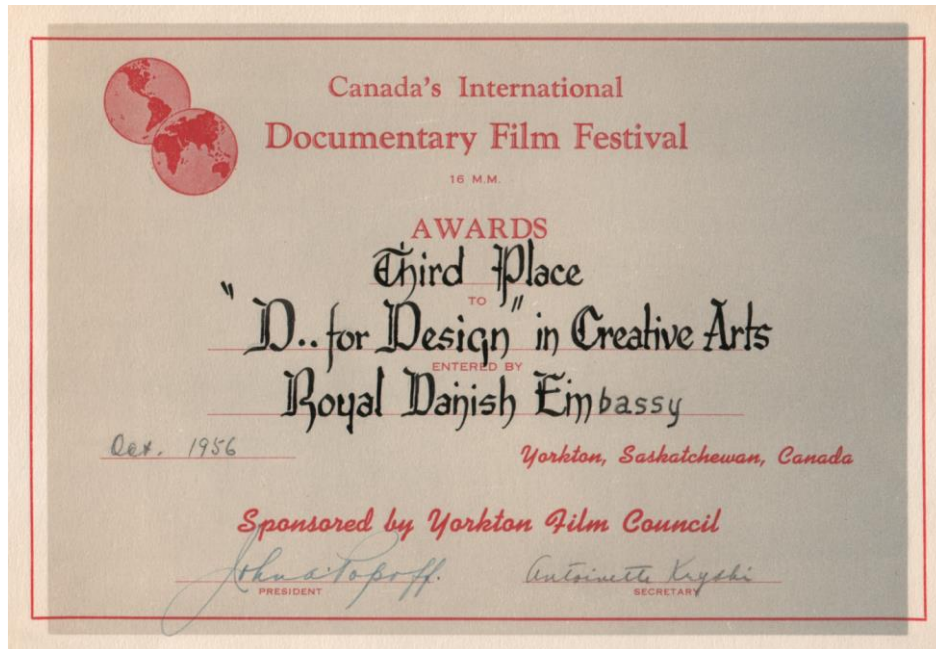 Canada's International
Documentary Film Festival
16 M.M.
AWARDS
Third Place
TO
"D.. for Design" in Creative Arts
ENTERED BY
Royal Danish Embassy
Oct. 1956
Yorkton, Saskatchewan, Canada
Sponsored by Yorkton Film Council
John A. Popoff.
Antoinette Kryski
PRESIDENT
SECRETARY